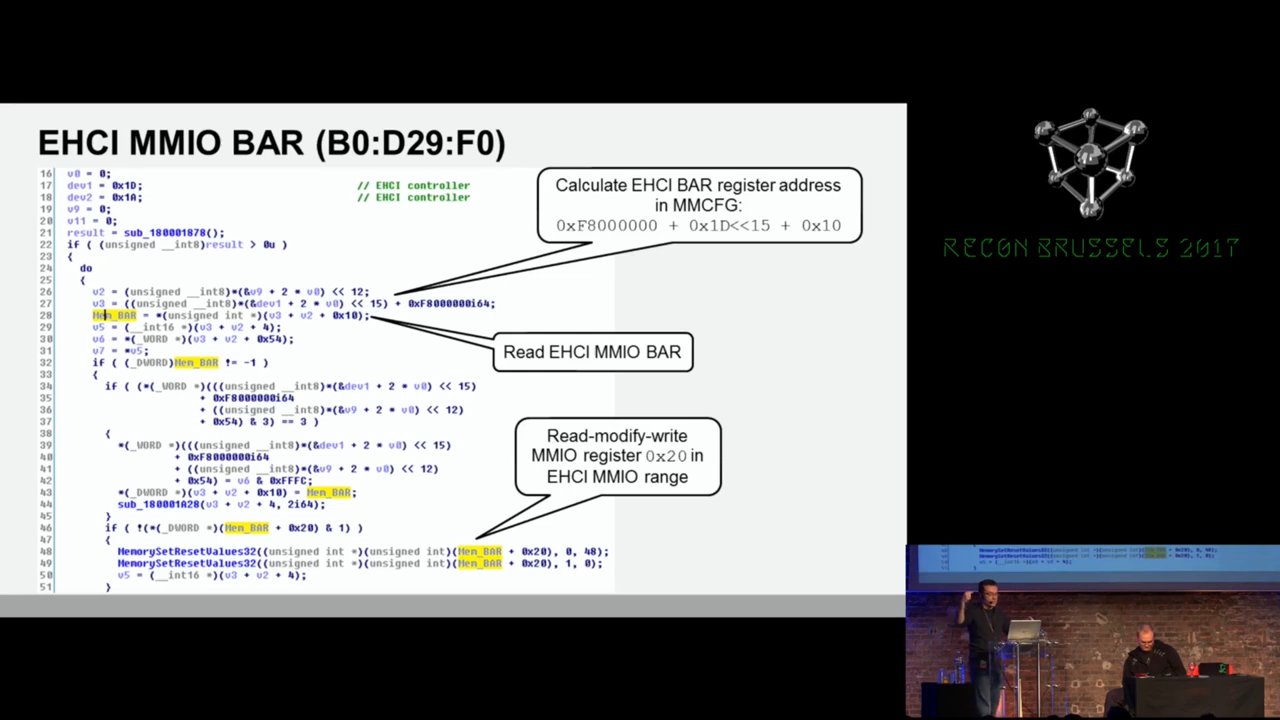 EHCI MMIO BAR (B0:D29:F0)
16 v0 = 0;
17 dev1 = 0x1D; // EHCI controller
18 dev2 = 0x1A; // EHCI controller
19 v9 = 0;
20 v11 = 0;
21 result = sub_180001878();
22 if ( (unsigned __int8)result > 0u )
23 {
24 do
25 {
26 v2 = (unsigned __int8)*(&v9 + 2 * v0) << 12;
27 v3 = ((unsigned __int8)*(&dev1 + 2 * v0) << 15) + 0xF8000000i64;
28 Mem_BAR = *(unsigned int *)(v3 + v2 + 0x10);
29 v5 = (__int16 *)(v3 + v2 + 4);
30 v6 = *(_WORD *)(v3 + v2 + 0x54);
31 v7 = *v5;
32 if ( (_DWORD)Mem_BAR != -1 )
33 {
34 if ( (*(_WORD *)(((unsigned __int8)*(&dev1 + 2 * v0) << 15)
35 + 0xF8000000i64
36 + ((unsigned __int8)*(&v9 + 2 * v0) << 12)
37 + 0x54) & 3) == 3 )
38 {
39 *(_WORD *)(((unsigned __int8)*(&dev1 + 2 * v0) << 15)
40 + 0xF8000000i64
41 + ((unsigned __int8)*(&v9 + 2 * v0) << 12)
42 + 0x54) = v6 & 0xFFFC;
43 *(_DWORD *)(v3 + v2 + 0x10) = Mem_BAR;
44 sub_180001A28(v3 + v2 + 4, 2i64);
45 }
46 if ( !(*(_DWORD *)(Mem_BAR + 0x20) & 1) )
47 {
48 MemorySetResetValues32((unsigned int *)(unsigned int)(Mem_BAR + 0x20), 0, 48);
49 MemorySetResetValues32((unsigned int *)(unsigned int)(Mem_BAR + 0x20), 1, 0);
50 v5 = (__int16 *)(v3 + v2 + 4);
51 }
Calculate EHCI BAR register address
in MMCFG:
0xF8000000 + 0x1D<<15 + 0x10
Read EHCI MMIO BAR
Read-modify-write
MMIO register 0x20 in
EHCI MMIO range
RECON BRUSSELS 2017